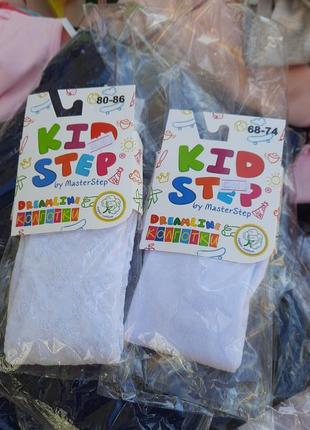 80-86
KID
STEP®
by MasterStep
DREAMLINE
КОЛГОТКИ
68-74
KID
STEP
by MasterStep
DREAMLINE
КОЛГОТКИ